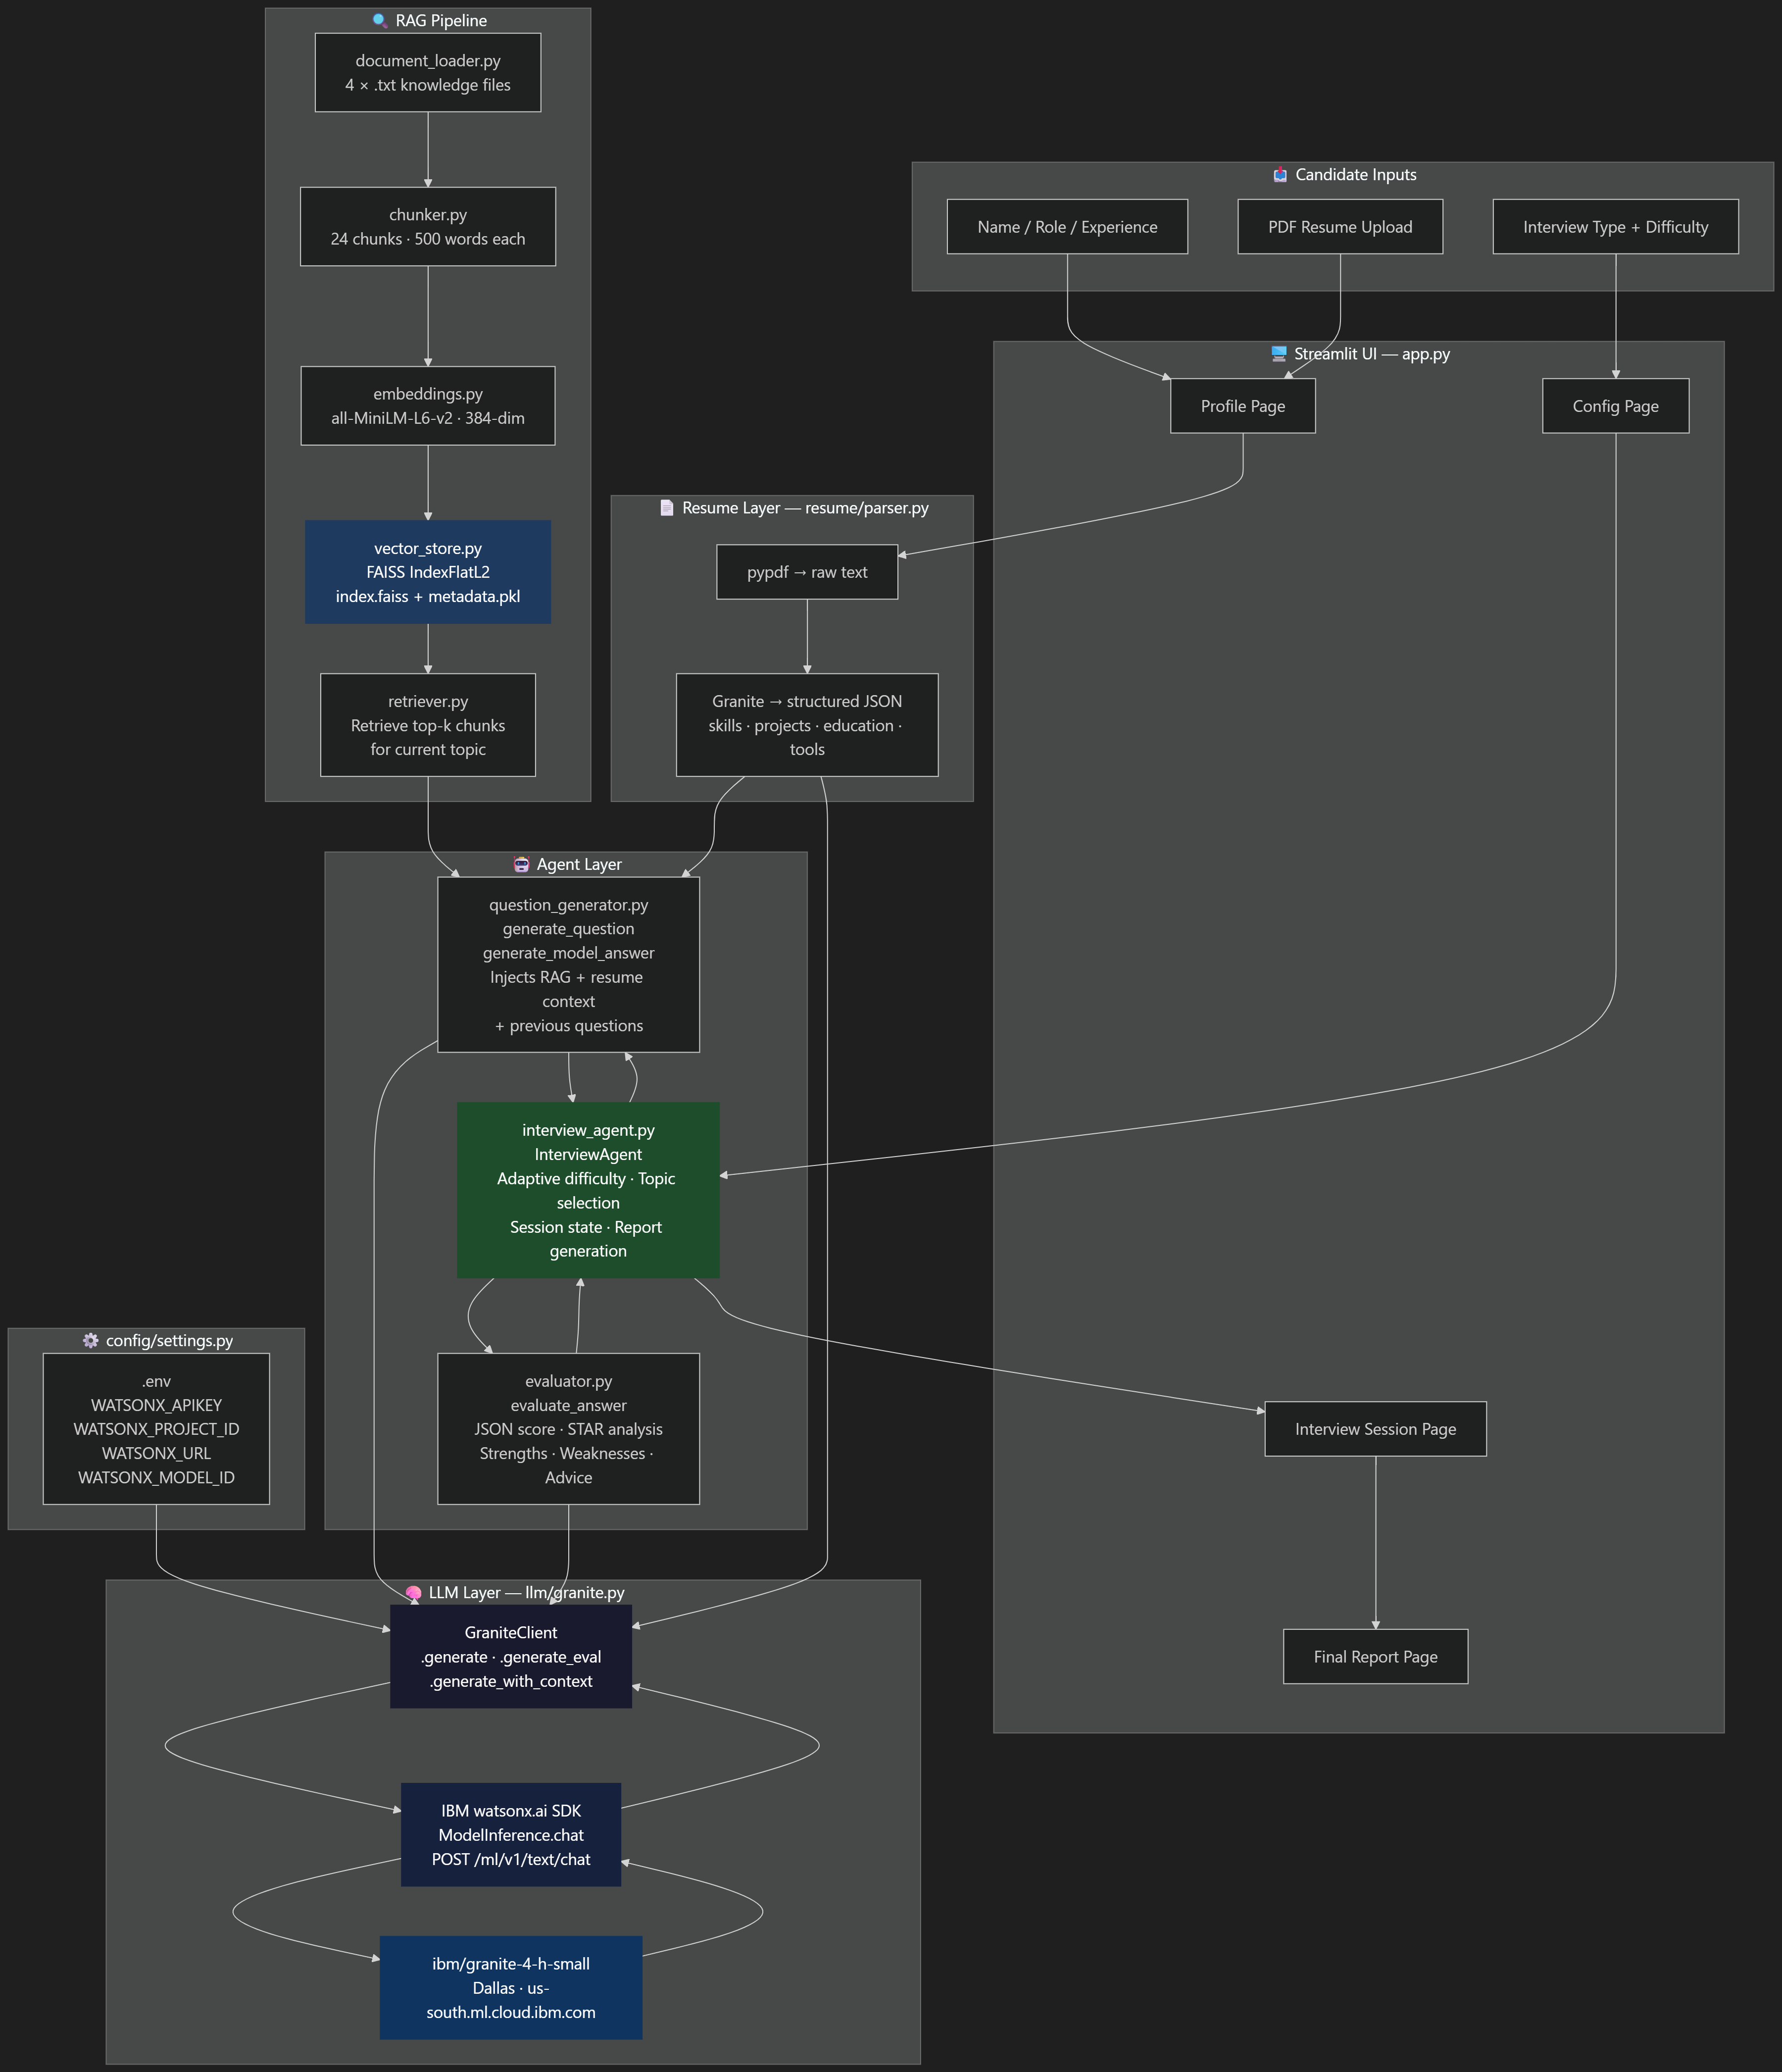 RAG Pipeline
document_loader.py
4 × .txt knowledge files
chunker.py
24 chunks · 500 words each
embeddings.py
all-MiniLM-L6-v2 · 384-dim
vector_store.py
FAISS IndexFlatL2
index.faiss + metadata.pkl
retriever.py
Retrieve top-k chunks
for current topic
Candidate Inputs
Name / Role / Experience
PDF Resume Upload
Interview Type + Difficulty
Streamlit UI — app.py
Profile Page
Config Page
Resume Layer — resume/parser.py
pypdf → raw text
Granite → structured JSON
skills · projects · education ·
tools
Agent Layer
question_generator.py
generate_question
generate_model_answer
Injects RAG + resume
context
+ previous questions
interview_agent.py
InterviewAgent
Adaptive difficulty · Topic
selection
Session state · Report
generation
evaluator.py
evaluate_answer
JSON score · STAR analysis
Strengths · Weaknesses ·
Advice
Interview Session Page
Final Report Page
config/settings.py
.env
WATSONX_APIKEY
WATSONX_PROJECT_ID
WATSONX_URL
WATSONX_MODEL_ID
LLM Layer — llm/granite.py
GraniteClient
.generate · .generate_eval
.generate_with_context
IBM watsonx.ai SDK
ModelInference.chat
POST /ml/v1/text/chat
ibm/granite-4-h-small
Dallas · us-
south.ml.cloud.ibm.com